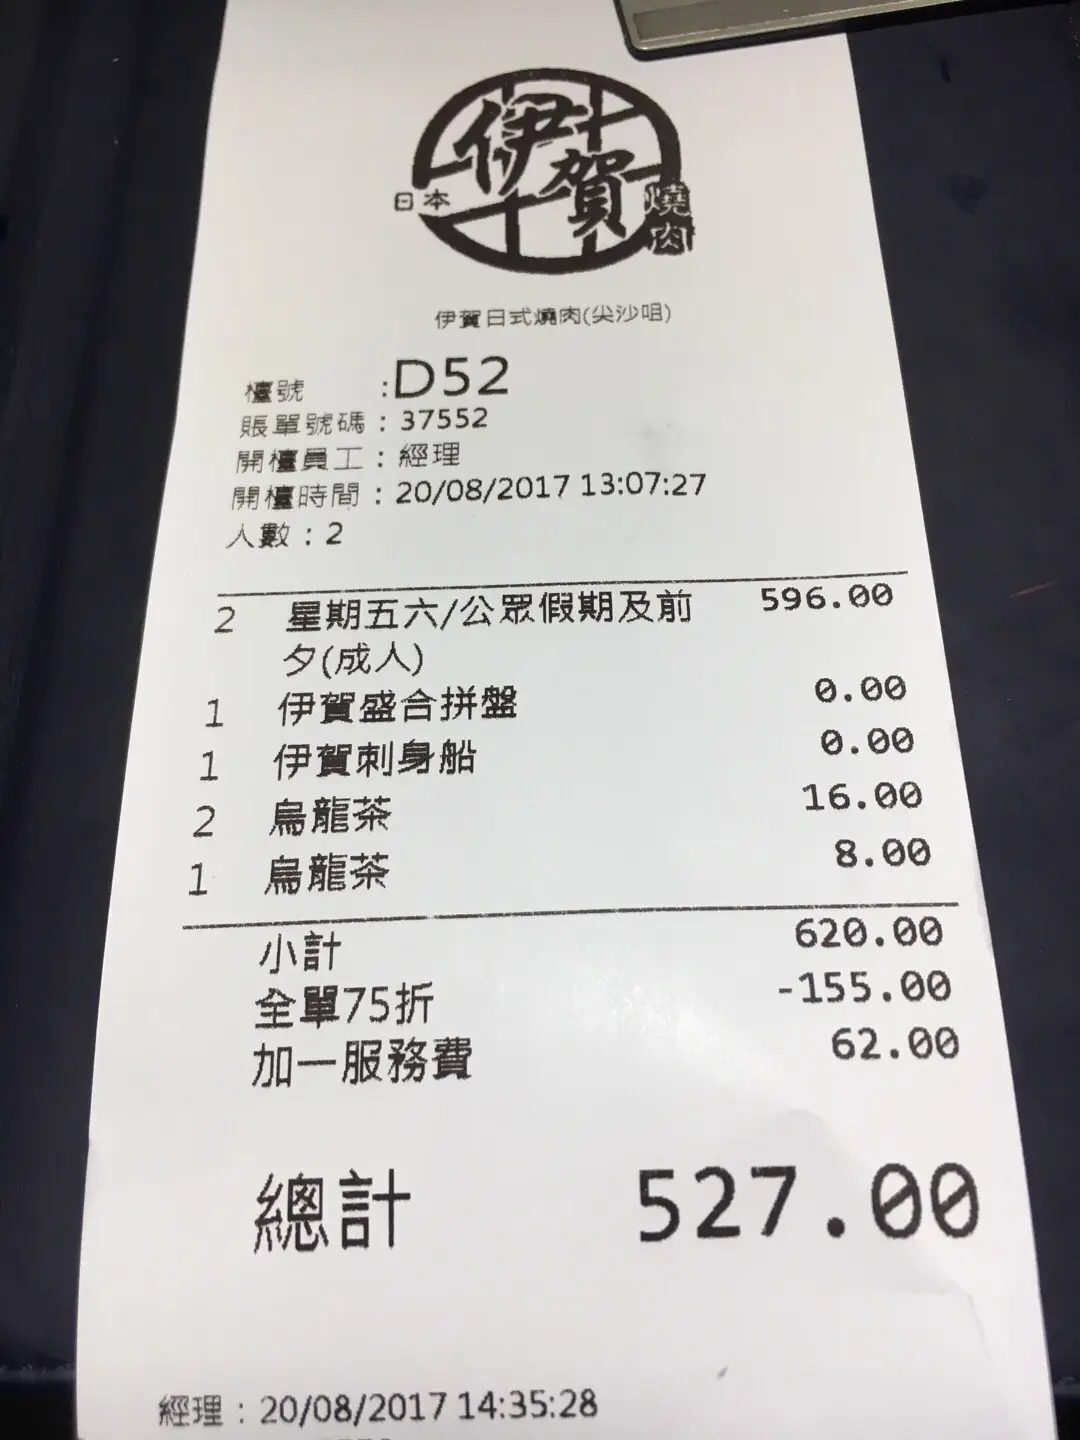 伊賀
日本
燒肉
伊賀日式燒肉(尖沙咀)
檯號 :D52
賬單號碼 : 37552
開檯員工 : 經理
開檯時間 : 20/08/2017 13:07:27
人數 : 2
2 星期五六/公眾假期及前 596.00
夕(成人)
1 伊賀盛合拼盤 0.00
1 伊賀刺身船 0.00
2 烏龍茶 16.00
1 烏龍茶 8.00
小計 620.00
全單75折 -155.00
加一服務費 62.00
總計 527.00
經理 : 20/08/2017 14:35:28